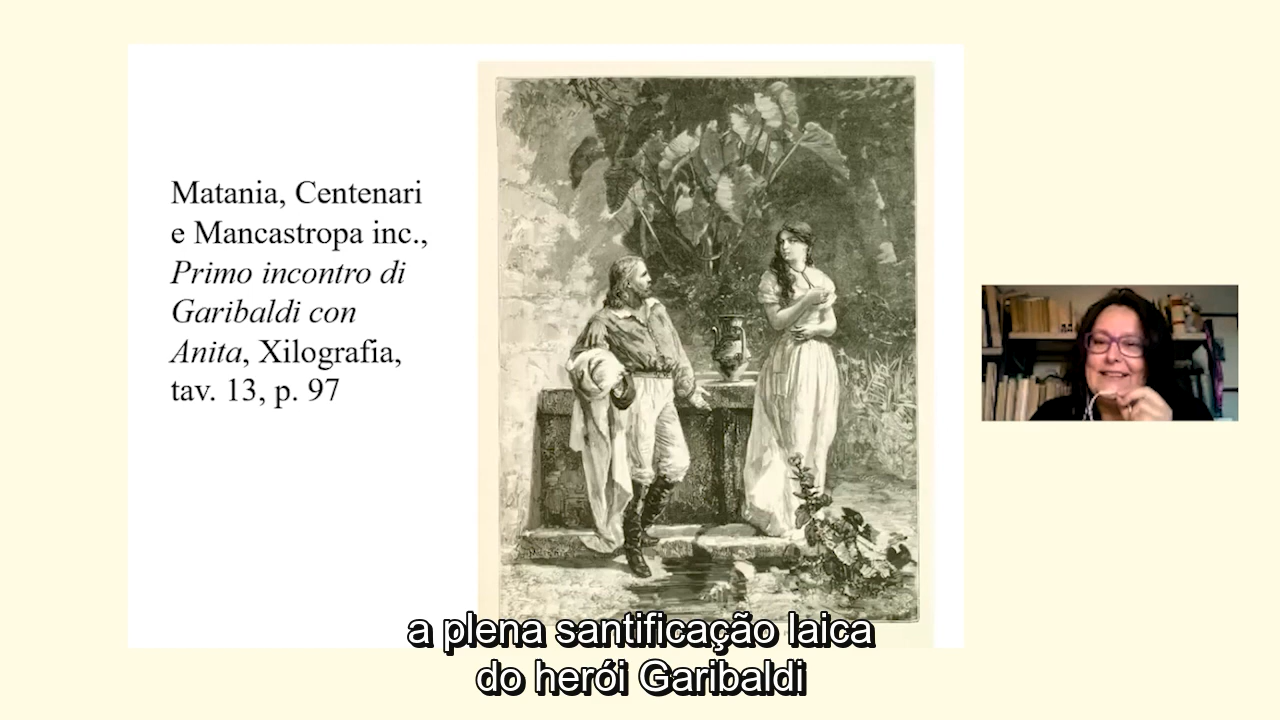 Matania, Centenari
e Mancastropa inc.,
Primo incontro di
Garibaldi con
Anita, Xilografia,
tav. 13, p. 97
a plena santificação laica
do herói Garibaldi